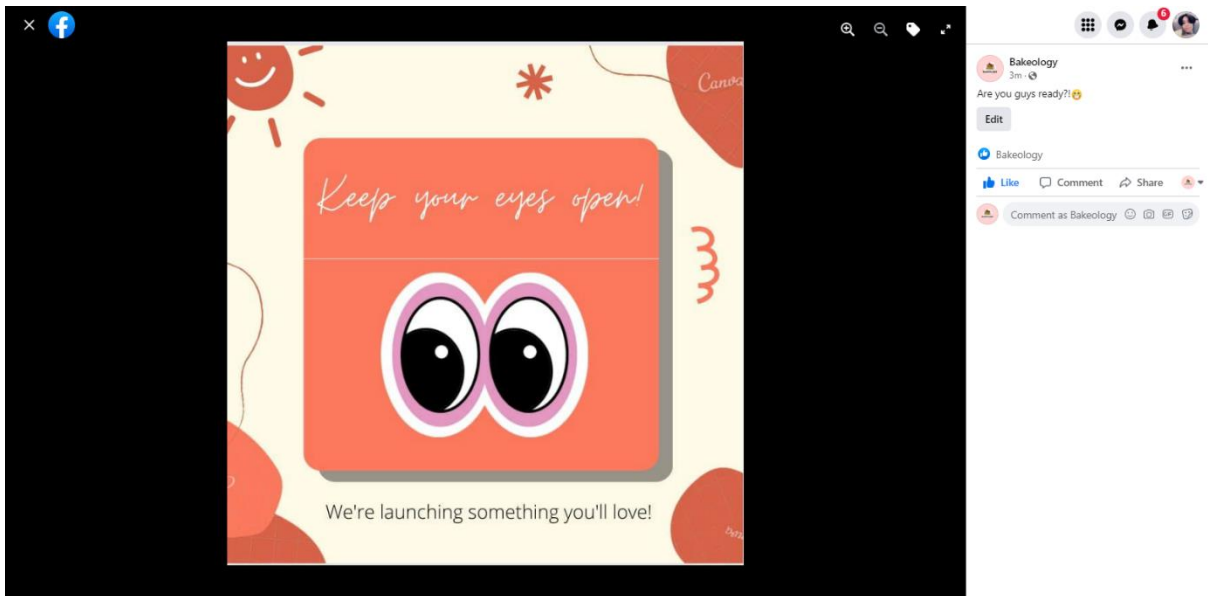 6
Canva
Bakeology
3m ·
Are you guys ready?!🤭
Edit
Bakeology
Like Comment Share
Comment as Bakeology
GIF
Keep your eyes open!
We're launching something you'll love!